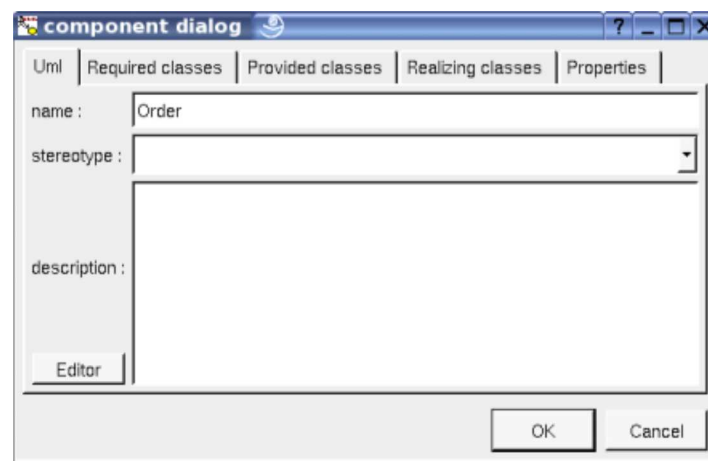 component dialog
? _ □ X
Uml Required classes Provided classes Realizing classes Properties
name : Order
stereotype :
description :
Editor
OK Cancel